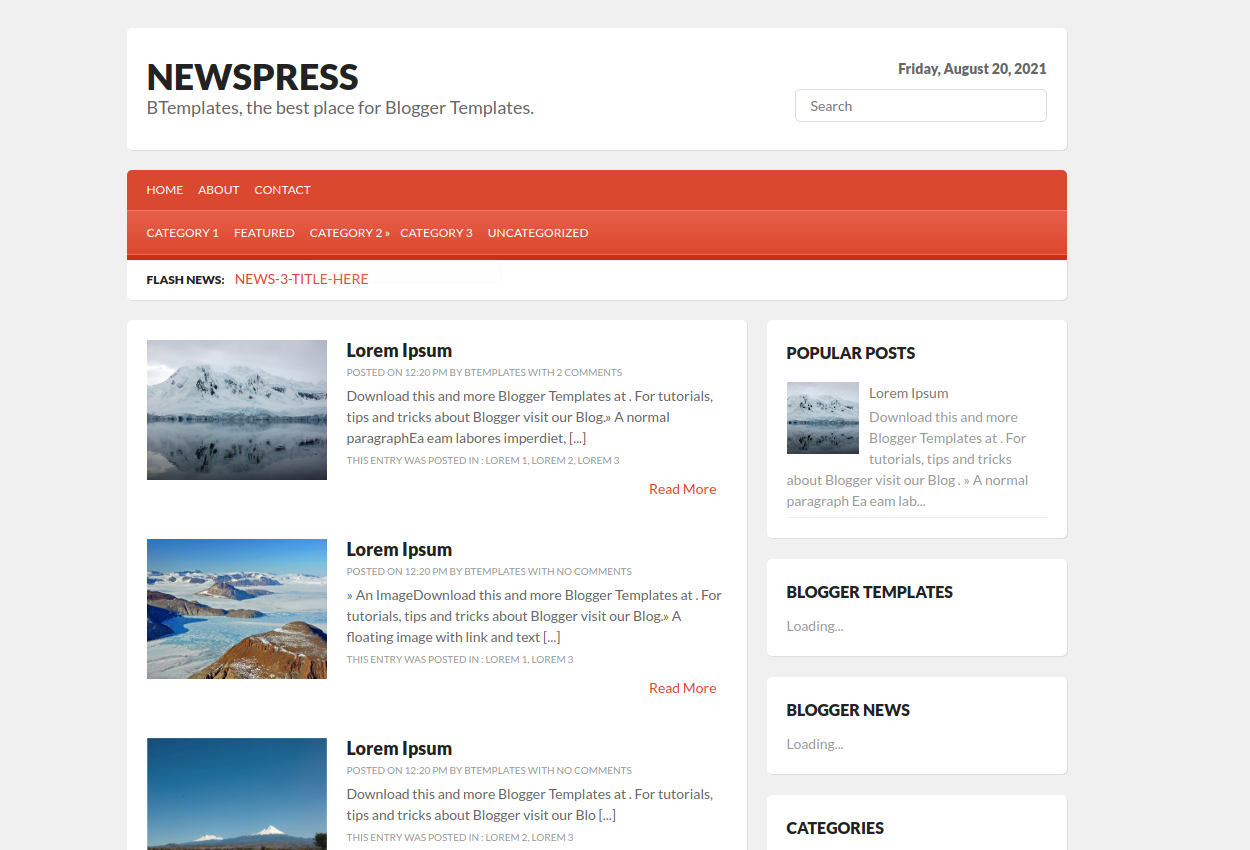 NEWSPRESS
BTemplates, the best place for Blogger Templates.
Friday, August 20, 2021
Search
HOME ABOUT CONTACT
CATEGORY 1 FEATURED CATEGORY 2 » CATEGORY 3 UNCATEGORIZED
FLASH NEWS: NEWS-3-TITLE-HERE
Lorem Ipsum
POSTED ON 12:20 PM BY BTEMPLATES WITH 2 COMMENTS
Download this and more Blogger Templates at . For tutorials,
tips and tricks about Blogger visit our Blog.» A normal
paragraphEa eam labores imperdiet, [...]
THIS ENTRY WAS POSTED IN : LOREM 1, LOREM 2, LOREM 3
Read More
Lorem Ipsum
POSTED ON 12:20 PM BY BTEMPLATES WITH NO COMMENTS
» An ImageDownload this and more Blogger Templates at . For
tutorials, tips and tricks about Blogger visit our Blog.» A
floating image with link and text [...]
THIS ENTRY WAS POSTED IN : LOREM 1, LOREM 3
Read More
Lorem Ipsum
POSTED ON 12:20 PM BY BTEMPLATES WITH NO COMMENTS
Download this and more Blogger Templates at . For tutorials,
tips and tricks about Blogger visit our Blo [...]
THIS ENTRY WAS POSTED IN : LOREM 2, LOREM 3
POPULAR POSTS
Lorem Ipsum
Download this and more
Blogger Templates at . For
tutorials, tips and tricks
about Blogger visit our Blog . » A normal
paragraph Ea eam lab...
BLOGGER TEMPLATES
Loading...
BLOGGER NEWS
Loading...
CATEGORIES